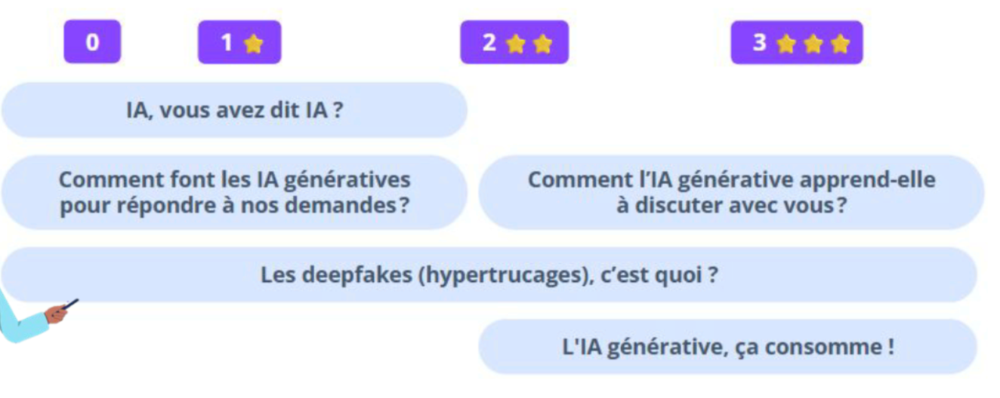 0
1
2
3
IA, vous avez dit IA ?
Comment font les IA génératives
pour répondre à nos demandes ?
Comment l’IA générative apprend-elle
à discuter avec vous ?
Les deepfakes (hypertrucages), c’est quoi ?
L'IA générative, ça consomme !